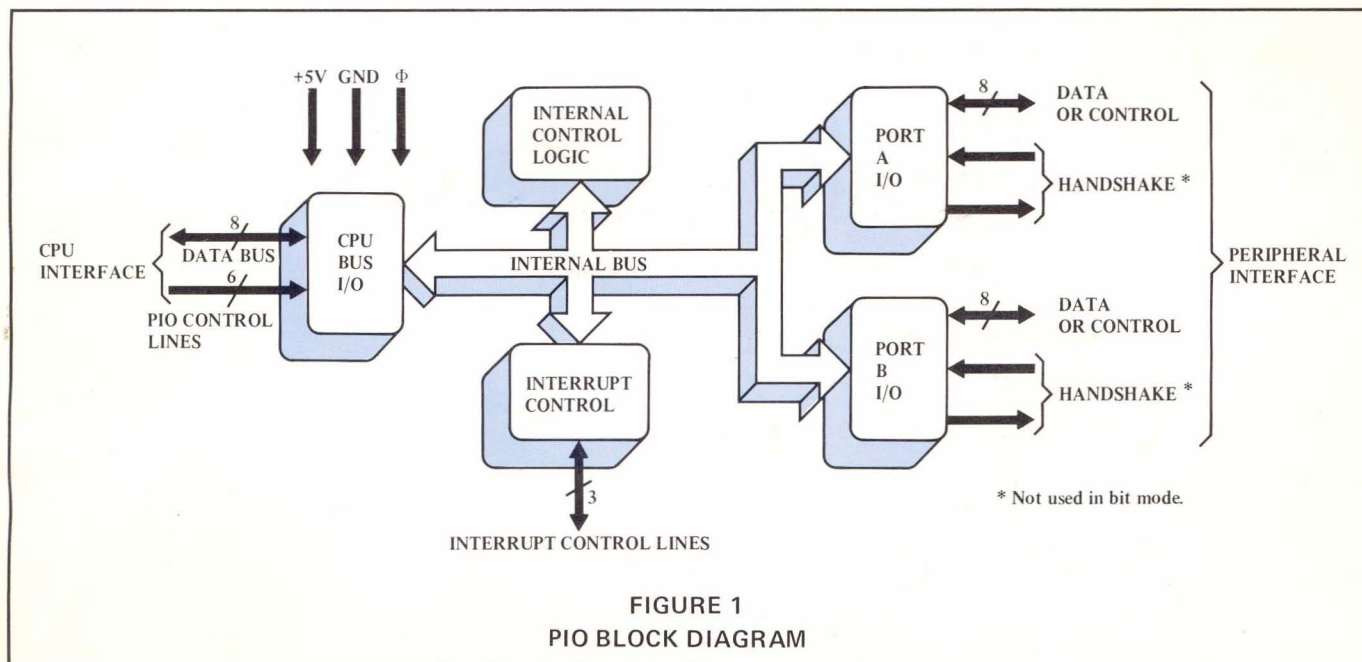 +5V GND Φ
INTERNAL
CONTROL
LOGIC
PORT
A
I/O
8
DATA
OR CONTROL
HANDSHAKE *
CPU
INTERFACE
8
DATA BUS
6
PIO CONTROL
LINES
CPU
BUS
I/O
INTERNAL BUS
PERIPHERAL
INTERFACE
INTERRUPT
CONTROL
3
INTERRUPT CONTROL LINES
PORT
B
I/O
8
DATA
OR CONTROL
HANDSHAKE *
* Not used in bit mode.
FIGURE 1
PIO BLOCK DIAGRAM